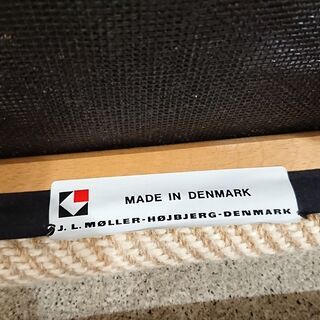 MADE IN DENMARK
J. L. MØLLER-HØJBJERG-DENMARK